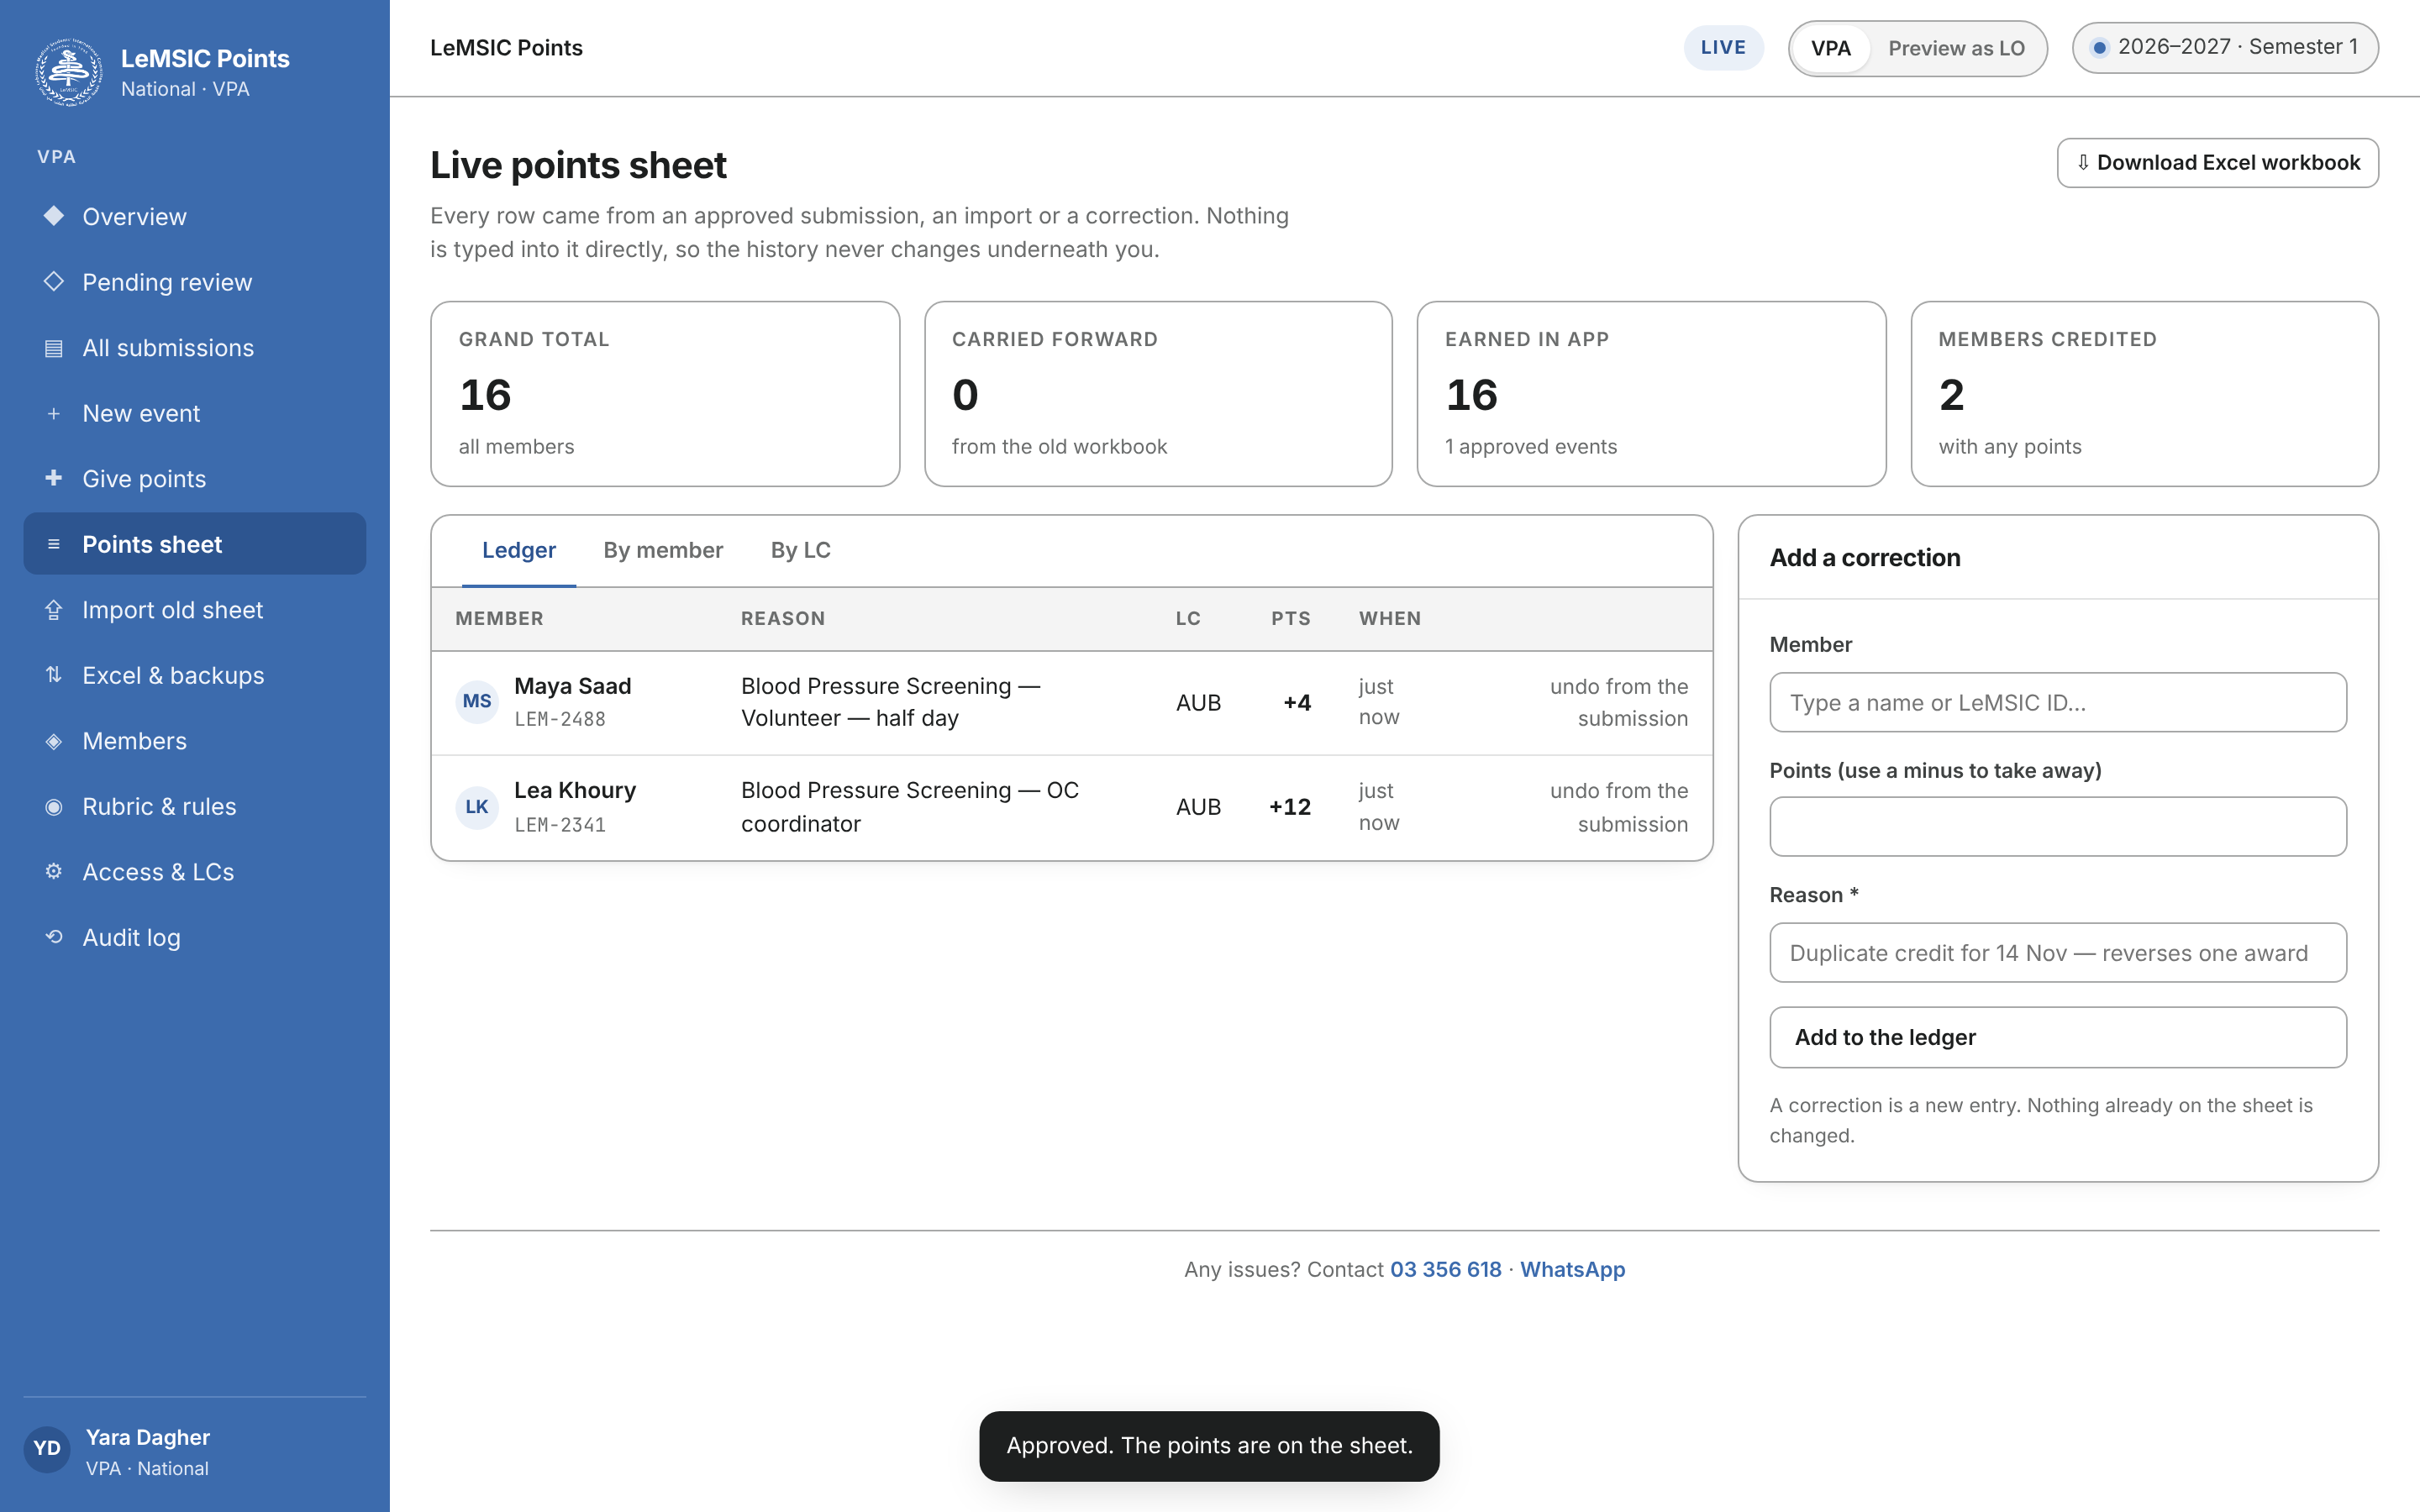 LeMSIC Points
National · VPA
VPA
Overview
Pending review
All submissions
New event
Give points
Points sheet
Import old sheet
Excel & backups
Members
Rubric & rules
Access & LCs
Audit log
YD
Yara Dagher
VPA · National
LeMSIC Points
LIVE
VPA
Preview as LO
2026–2027 · Semester 1
Live points sheet
⇩ Download Excel workbook
Every row came from an approved submission, an import or a correction. Nothing
is typed into it directly, so the history never changes underneath you.
GRAND TOTAL
16
all members
CARRIED FORWARD
0
from the old workbook
EARNED IN APP
16
1 approved events
MEMBERS CREDITED
2
with any points
Ledger By member By LC
MEMBER REASON LC PTS WHEN
MS
Maya Saad
LEM-2488
Blood Pressure Screening —
Volunteer — half day
AUB
+4
just
now
undo from the
submission
LK
Lea Khoury
LEM-2341
Blood Pressure Screening — OC
coordinator
AUB
+12
just
now
undo from the
submission
Add a correction
Member
Type a name or LeMSIC ID...
Points (use a minus to take away)
Reason *
Duplicate credit for 14 Nov — reverses one award
Add to the ledger
A correction is a new entry. Nothing already on the sheet is
changed.
Any issues? Contact 03 356 618 · WhatsApp
Approved. The points are on the sheet.